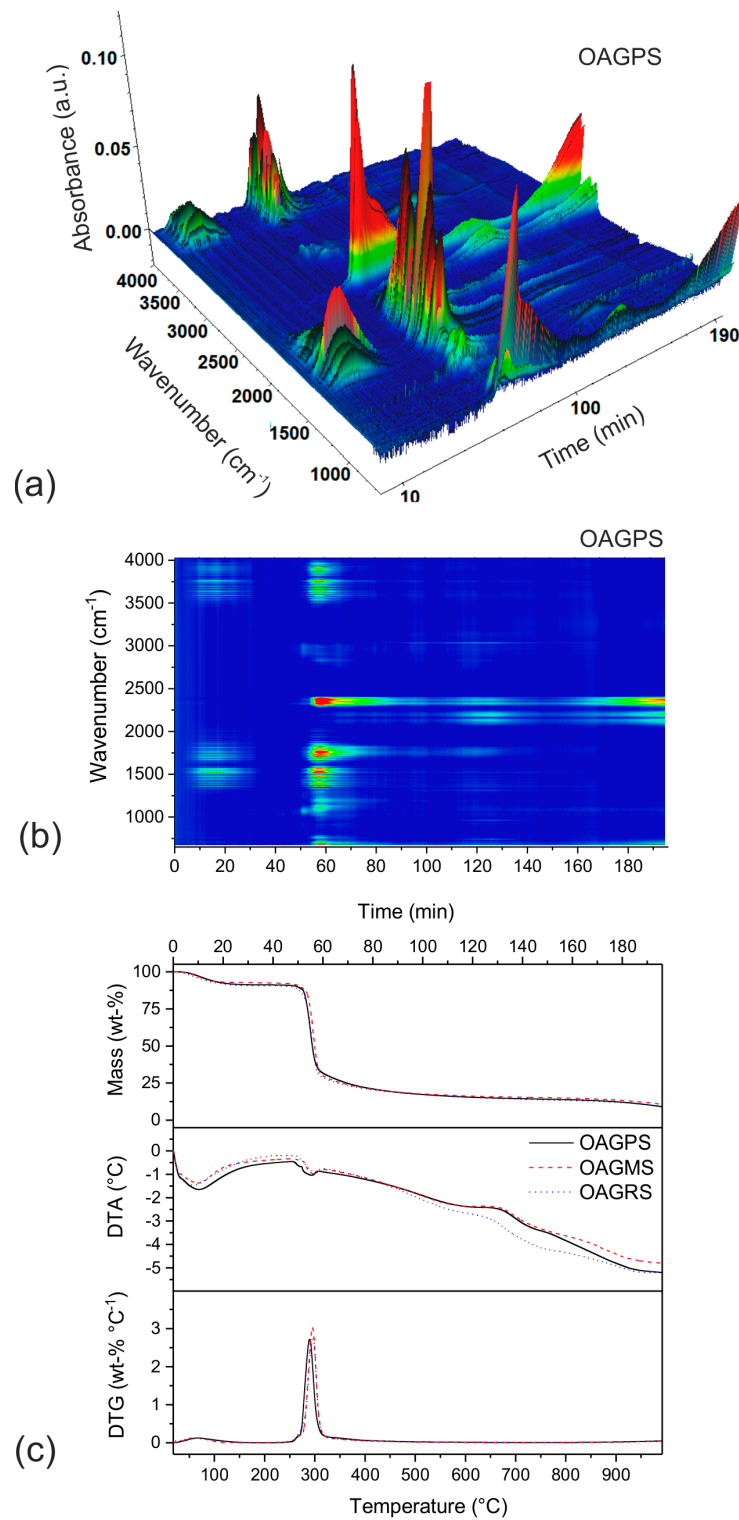 OAGPS
0.10
0.05
0.00
Absorbance (a.u.)
4000
3500
3000
2500
2000
1500
1000
Wavenumber (cm⁻¹)
10
100
190
Time (min)
(a)
OAGPS
4000
3500
3000
2500
2000
1500
1000
Wavenumber (cm⁻¹)
0 20 40 60 80 100 120 140 160 180
Time (min)
(b)
0 20 40 60 80 100 120 140 160 180
100
75
50
25
0
Mass (wt-%)
0
-1
-2
-3
-4
-5
DTA (°C)
OAGPS
OAGMS
OAGRS
3
2
1
0
DTG (wt-% °C⁻¹)
100 200 300 400 500 600 700 800 900
Temperature (°C)
(c)